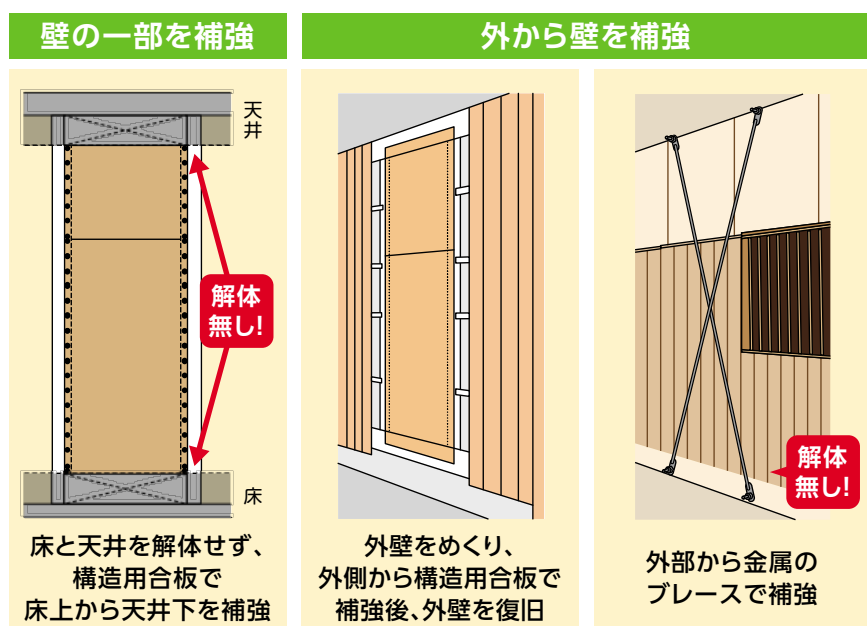 壁の一部を補強
外から壁を補強
天井
解体
無し!
床
床と天井を解体せず、
構造用合板で
床上から天井下を補強
外壁をめくり、
外側から構造用合板で
補強後、外壁を復旧
解体
無し!
外部から金属の
ブレースで補強